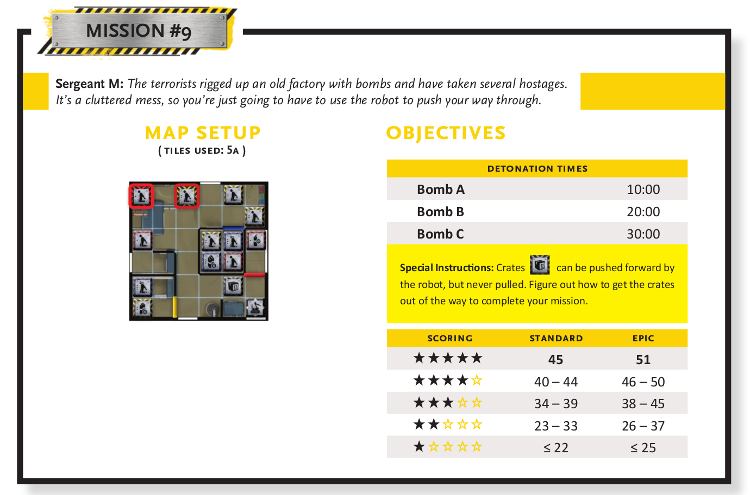 MISSION #9
Sergeant M: The terrorists rigged up an old factory with bombs and have taken several hostages.
It's a cluttered mess, so you're just going to have to use the robot to push your way through.
MAP SETUP
( TILES USED: 5A )
OBJECTIVES
DETONATION TIMES
Bomb A 10:00
Bomb B 20:00
Bomb C 30:00
Special Instructions: Crates can be pushed forward by
the robot, but never pulled. Figure out how to get the crates
out of the way to complete your mission.
SCORING STANDARD EPIC
★★★★★ 45 51
★★★★☆ 40 – 44 46 – 50
★★★☆☆ 34 – 39 38 – 45
★★☆☆☆ 23 – 33 26 – 37
★☆☆☆☆ ≤ 22 ≤ 25